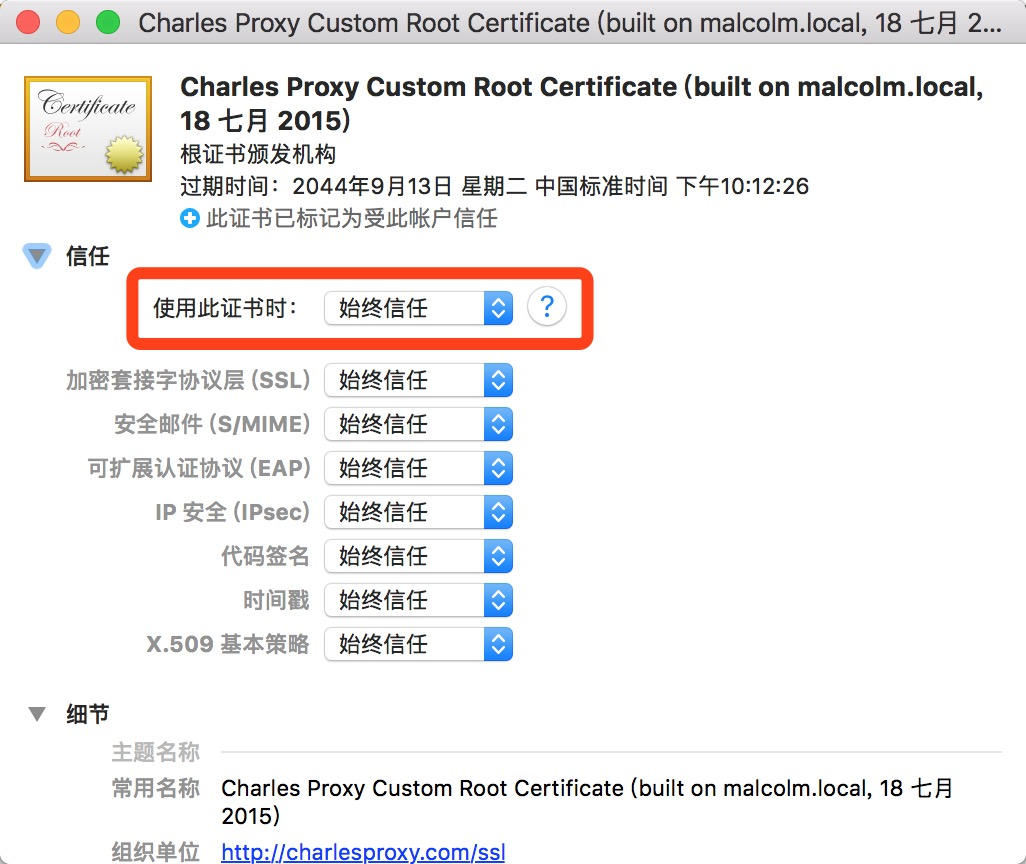 Charles Proxy Custom Root Certificate (built on malcolm.local, 18 七月 2...
Certificate
Root
Charles Proxy Custom Root Certificate (built on malcolm.local,
18 七月 2015)
根证书颁发机构
过期时间：2044年9月13日 星期二 中国标准时间 下午10:12:26
此证书已标记为受此帐户信任
信任
使用此证书时： 始终信任 ?
加密套接字协议层 (SSL) 始终信任
安全邮件 (S/MIME) 始终信任
可扩展认证协议 (EAP) 始终信任
IP 安全 (IPsec) 始终信任
代码签名 始终信任
时间戳 始终信任
X.509 基本策略 始终信任
细节
主题名称
常用名称 Charles Proxy Custom Root Certificate (built on malcolm.local, 18 七月
2015)
组织单位 http://charlesproxy.com/ssl